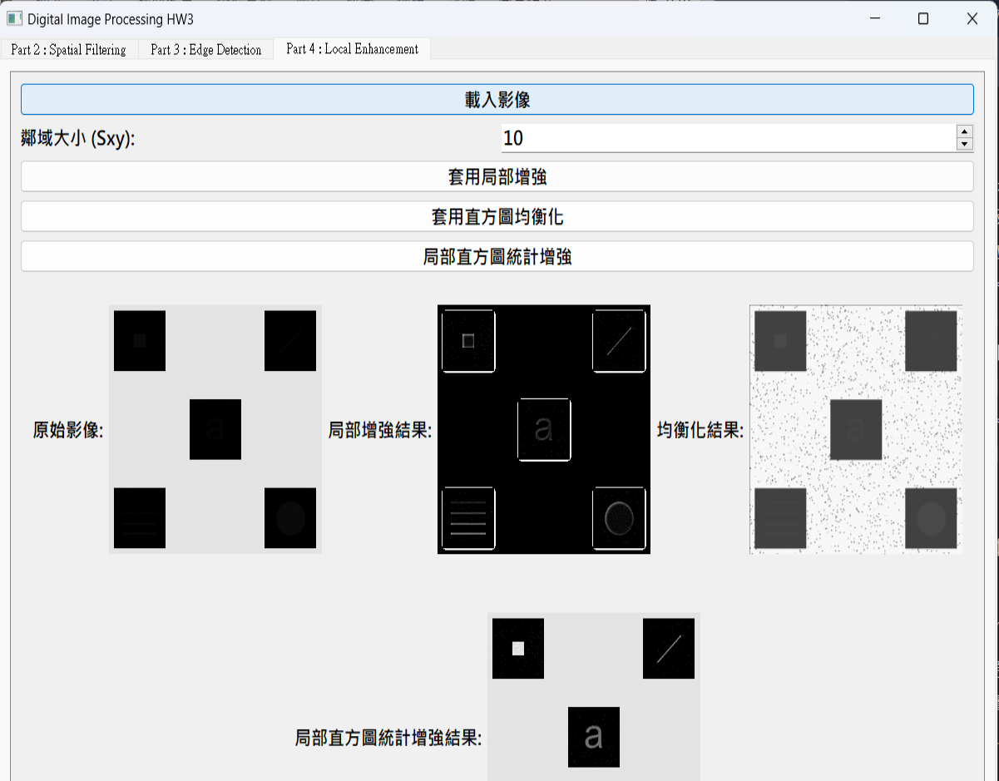 Digital Image Processing HW3
Part 2 : Spatial Filtering
Part 3 : Edge Detection
Part 4 : Local Enhancement
載入影像
鄰域大小 (Sxy):
10
套用局部增強
套用直方圖均衡化
局部直方圖統計增強
原始影像:
a
局部增強結果:
a
均衡化結果:
a
局部直方圖統計增強結果:
a